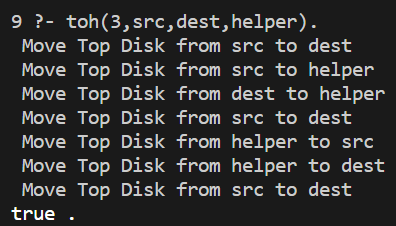 9 ?- toh(3,src,dest,helper).
Move Top Disk from src to dest
Move Top Disk from src to helper
Move Top Disk from dest to helper
Move Top Disk from src to dest
Move Top Disk from helper to src
Move Top Disk from helper to dest
Move Top Disk from src to dest
true .